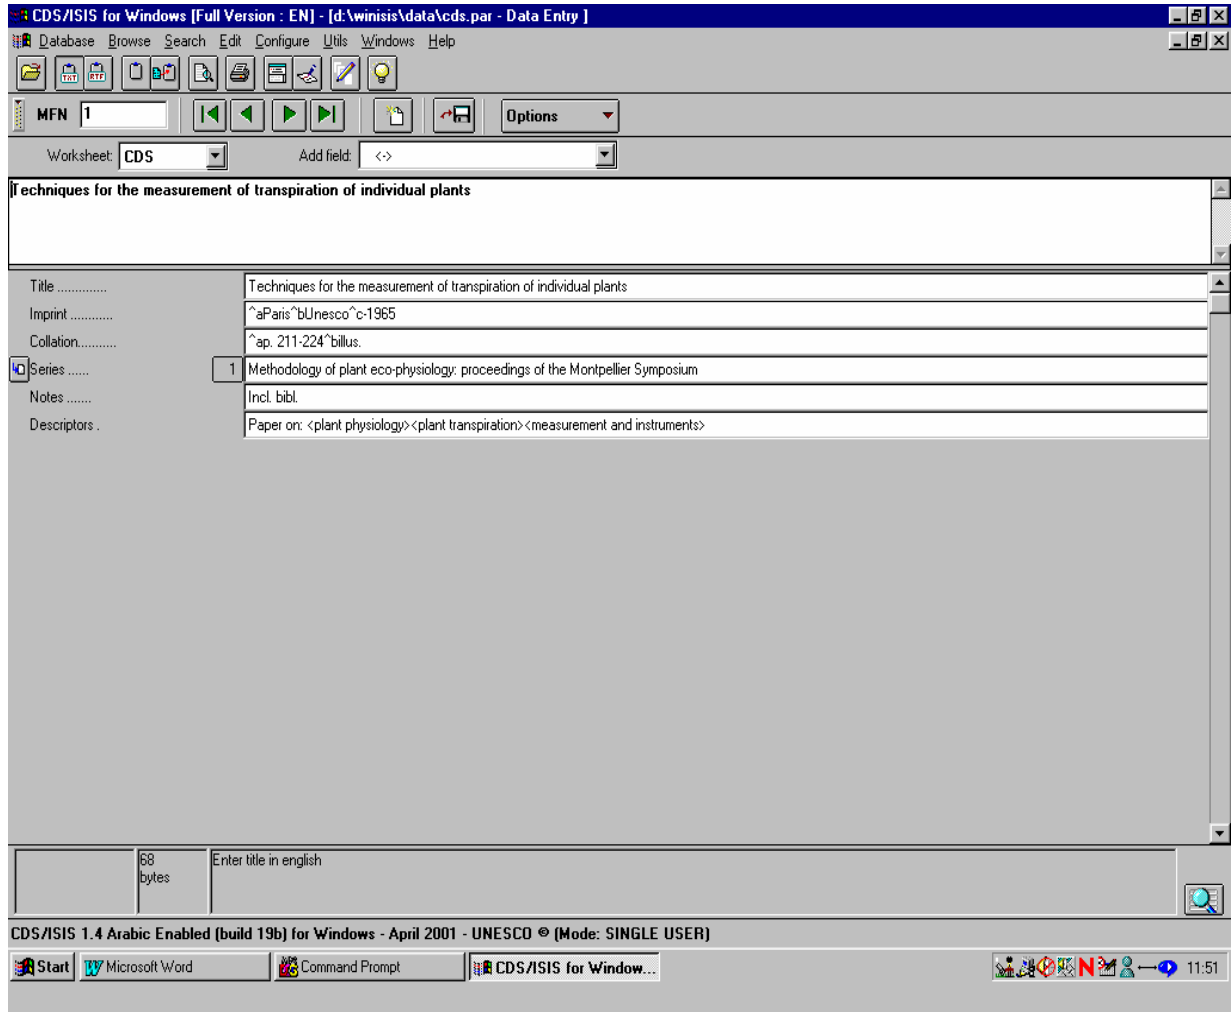 CDS/ISIS for Windows [Full Version : EN] - [d:\winisis\data\cds.par - Data Entry ]
Database Browse Search Edit Configure Utils Windows Help
TXT RTF
MFN 1 Options
Worksheet: CDS Add field: <->
Techniques for the measurement of transpiration of individual plants
Title .............. Techniques for the measurement of transpiration of individual plants
Imprint ............ ^aParis^bUnesco^c-1965
Collation........... ^ap. 211-224^billus.
Series ...... 1 Methodology of plant eco-physiology: proceedings of the Montpellier Symposium
Notes ....... Incl. bibl.
Descriptors . Paper on: <plant physiology><plant transpiration><measurement and instruments>
68 bytes Enter title in english
CDS/ISIS 1.4 Arabic Enabled (build 19b) for Windows - April 2001 - UNESCO © (Mode: SINGLE USER)
Start Microsoft Word Command Prompt CDS/ISIS for Window... N 11:51